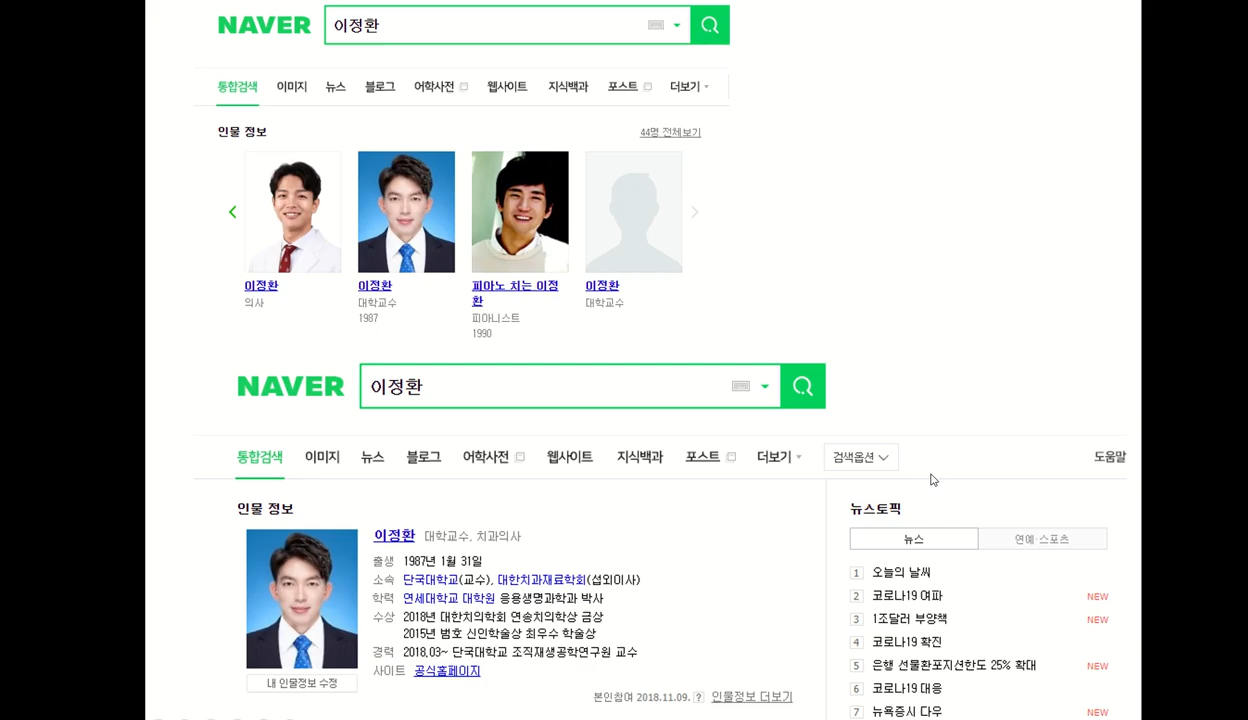 NAVER 이정환
통합검색 이미지 뉴스 블로그 어학사전 웹사이트 지식백과 포스트 더보기
인물 정보 44명 전체보기
이정환
의사
이정환
대학교수
1987
피아노 치는 이정
환
피아니스트
1990
이정환
대학교수
NAVER 이정환
통합검색 이미지 뉴스 블로그 어학사전 웹사이트 지식백과 포스트 더보기 검색옵션 도움말
인물 정보
이정환 대학교수, 치과의사
출생 1987년 1월 31일
소속 단국대학교(교수), 대한치과재료학회(섭외이사)
학력 연세대학교 대학원 응용생명과학과 박사
수상 2018년 대한치의학회 연송치의학상 금상
2015년 범호 신인학술상 최우수 학술상
경력 2018.03~ 단국대학교 조직재생공학연구원 교수
사이트 공식홈페이지
내 인물정보 수정
본인참여 2018.11.09. ? 인물정보 더보기
뉴스토픽
뉴스 연예·스포츠
1 오늘의 날씨
2 코로나19 여파 NEW
3 1조달러 부양책 NEW
4 코로나19 확진
5 은행 선물환포지션한도 25% 확대 NEW
6 코로나19 대응
7 뉴욕증시 다우 NEW